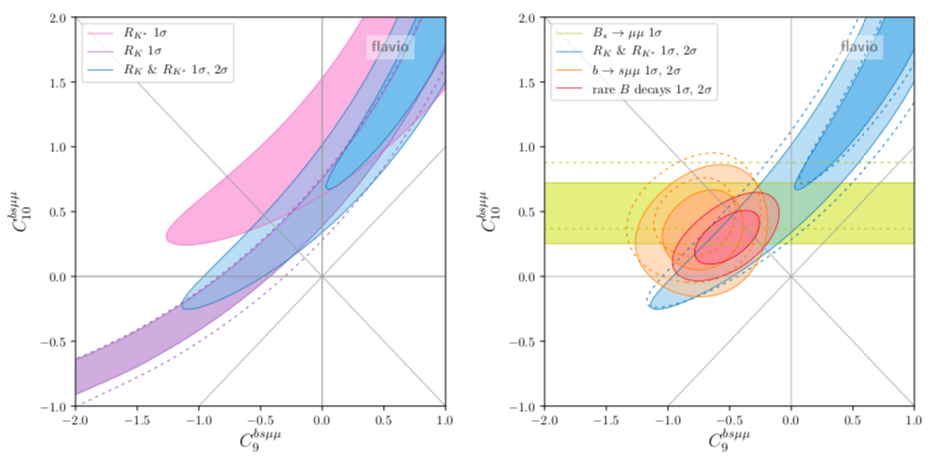 2.0
1.5
1.0
0.5
0.0
−0.5
−1.0
−2.0 −1.5 −1.0 −0.5 0.0 0.5 1.0
C_{10}^{bsμμ}
C_9^{bsμμ}
R_{K*} 1σ
R_K 1σ
R_K & R_{K*} 1σ, 2σ
flavio
2.0
1.5
1.0
0.5
0.0
−0.5
−1.0
−2.0 −1.5 −1.0 −0.5 0.0 0.5 1.0
C_{10}^{bsμμ}
C_9^{bsμμ}
B_s → μμ 1σ
R_K & R_{K*} 1σ, 2σ
b → sμμ 1σ, 2σ
rare B decays 1σ, 2σ
flavio